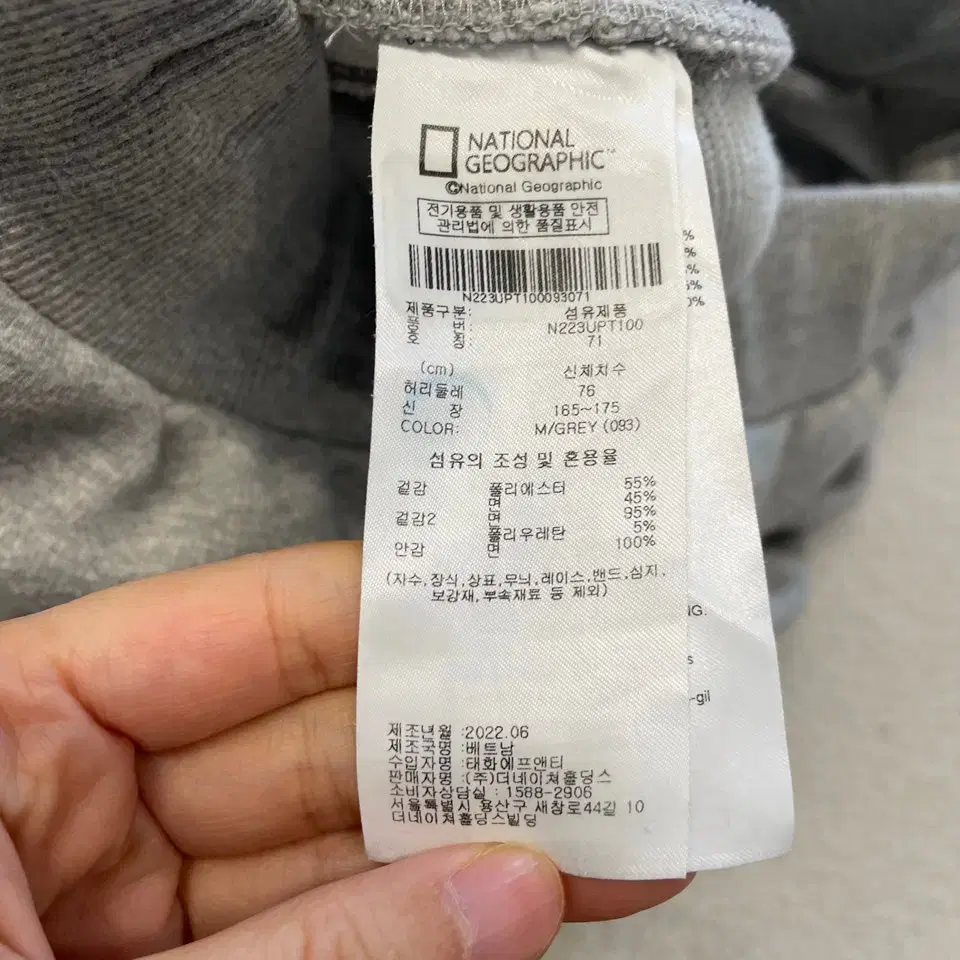 NATIONAL
GEOGRAPHIC™
©National Geographic
전기용품 및 생활용품 안전
관리법에 의한 품질표시
N223UPT100093071
제품구분: 섬유제품
품 번: N223UPT100
호 칭: 71
(cm) 신체치수
허리둘레 76
신 장 165~175
COLOR: M/GREY (093)
섬유의 조성 및 혼용율
겉감 폴리에스터 55%
면 45%
겉감2 면 95%
폴리우레탄 5%
안감 면 100%
(자수,장식,상표,무늬,레이스,밴드,심지,
보강재,부속재료 등 제외)
제조년월 :2022.06
제조국명 :베트남
수입자명 :태화에프앤티
판매자명 :(주)더네이쳐홀딩스
소비자상담실 : 1588-2906
서울특별시 용산구 새창로44길 10
더네이쳐홀딩스빌딩
%
%
%
%
%
NG.
s
-gil